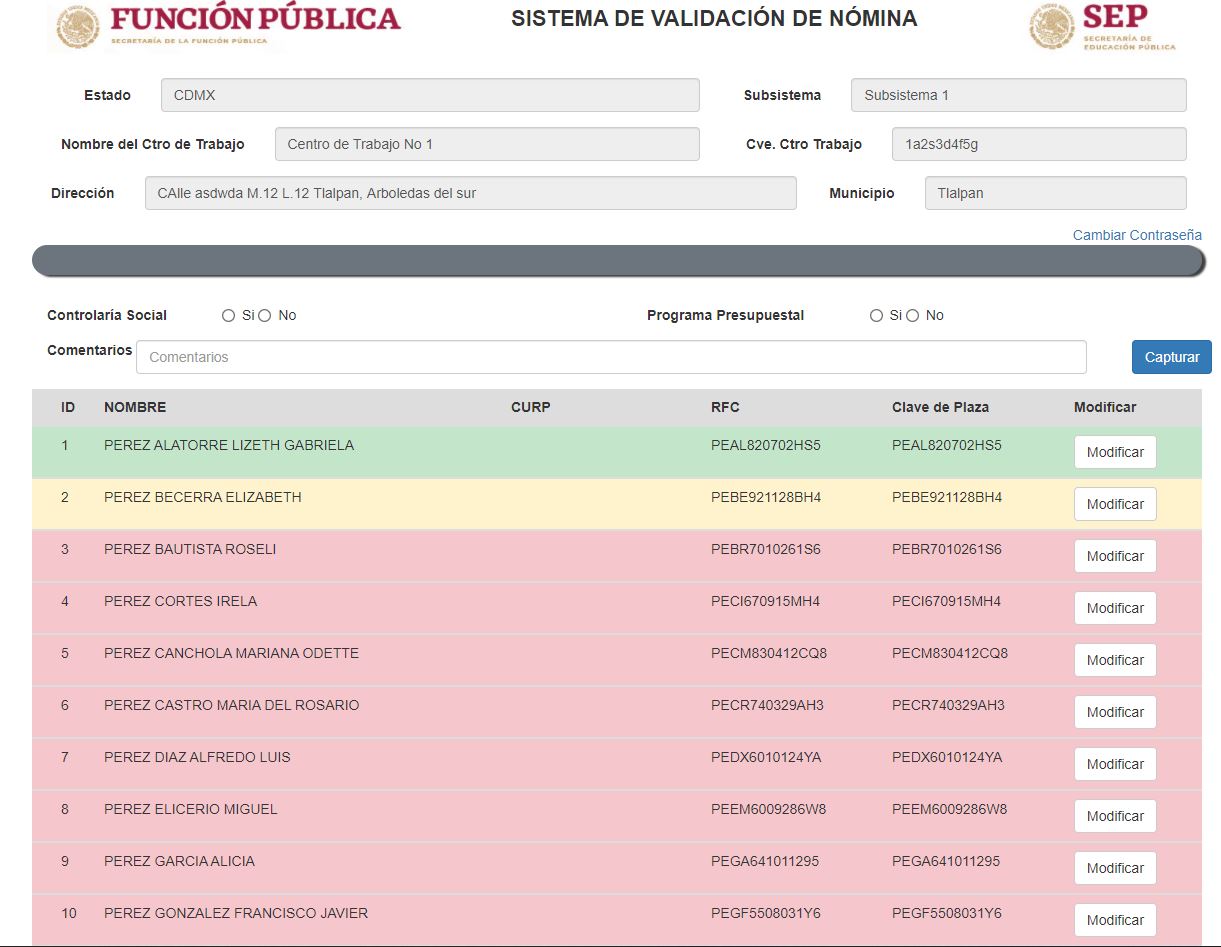 FUNCIÓN PÚBLICA
SECRETARÍA DE LA FUNCIÓN PÚBLICA
SISTEMA DE VALIDACIÓN DE NÓMINA
SEP
SECRETARÍA DE
EDUCACIÓN PÚBLICA
Estado CDMX Subsistema Subsistema 1
Nombre del Ctro de Trabajo Centro de Trabajo No 1 Cve. Ctro Trabajo 1a2s3d4f5g
Dirección CAlle asdwda M.12 L.12 Tlalpan, Arboledas del sur Municipio Tlalpan
Cambiar Contraseña
Controlaría Social Si No Programa Presupuestal Si No
Comentarios Comentarios Capturar
ID NOMBRE CURP RFC Clave de Plaza Modificar
1 PEREZ ALATORRE LIZETH GABRIELA PEAL820702HS5 PEAL820702HS5 Modificar
2 PEREZ BECERRA ELIZABETH PEBE921128BH4 PEBE921128BH4 Modificar
3 PEREZ BAUTISTA ROSELI PEBR7010261S6 PEBR7010261S6 Modificar
4 PEREZ CORTES IRELA PECI670915MH4 PECI670915MH4 Modificar
5 PEREZ CANCHOLA MARIANA ODETTE PECM830412CQ8 PECM830412CQ8 Modificar
6 PEREZ CASTRO MARIA DEL ROSARIO PECR740329AH3 PECR740329AH3 Modificar
7 PEREZ DIAZ ALFREDO LUIS PEDX6010124YA PEDX6010124YA Modificar
8 PEREZ ELICERIO MIGUEL PEEM6009286W8 PEEM6009286W8 Modificar
9 PEREZ GARCIA ALICIA PEGA641011295 PEGA641011295 Modificar
10 PEREZ GONZALEZ FRANCISCO JAVIER PEGF5508031Y6 PEGF5508031Y6 Modificar